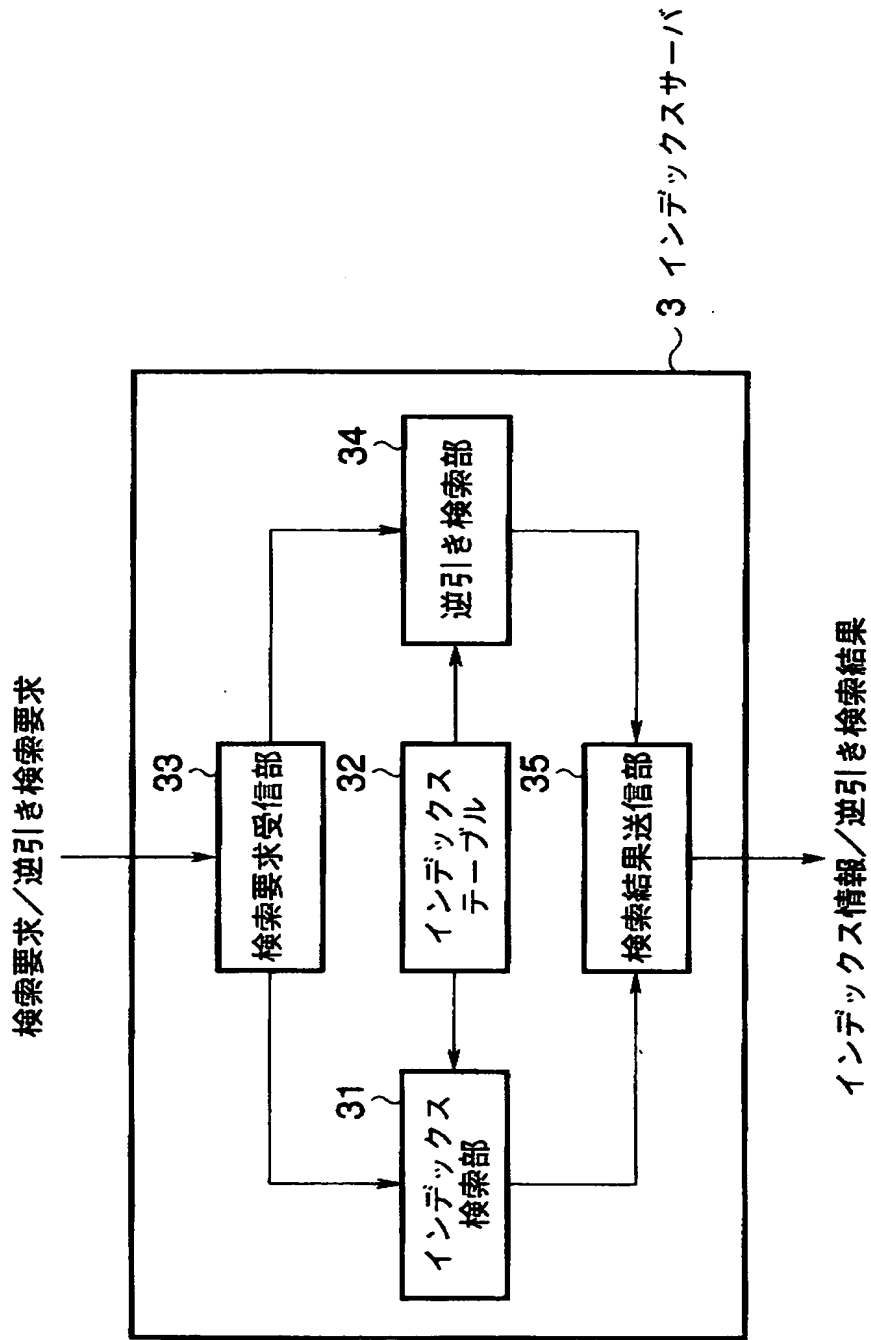 検索要求／逆引き検索要求
33
検索要求受信部
31
インデックス
検索部
32
インデックス
テーブル
34
逆引き検索部
35
検索結果送信部
3 インデックスサーバ
インデックス情報／逆引き検索結果